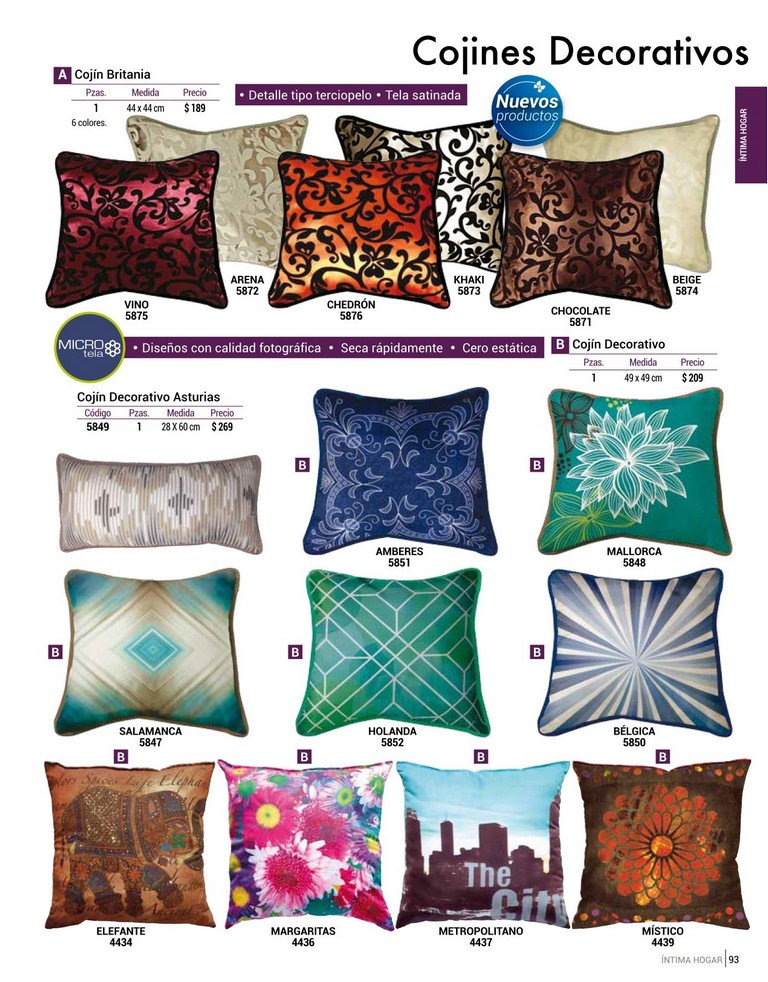 Cojines Decorativos
A Cojín Britania
Pzas. Medida Precio
1 44 x 44 cm $ 189
6 colores.
• Detalle tipo terciopelo • Tela satinada
Nuevos
productos
ÍNTIMA HOGAR
VINO
5875
ARENA
5872
CHEDRÓN
5876
KHAKI
5873
CHOCOLATE
5871
BEIGE
5874
MICRO
tela
• Diseños con calidad fotográfica • Seca rápidamente • Cero estática
B Cojín Decorativo
Pzas. Medida Precio
1 49 x 49 cm $ 209
Cojín Decorativo Asturias
Código Pzas. Medida Precio
5849 1 28 X 60 cm $ 269
B
AMBERES
5851
B
MALLORCA
5848
B
SALAMANCA
5847
B
HOLANDA
5852
B
BÉLGICA
5850
B
Spices Life Elephan
ELEFANTE
4434
B
MARGARITAS
4436
B
The
City
METROPOLITANO
4437
B
MÍSTICO
4439
ÍNTIMA HOGAR 93